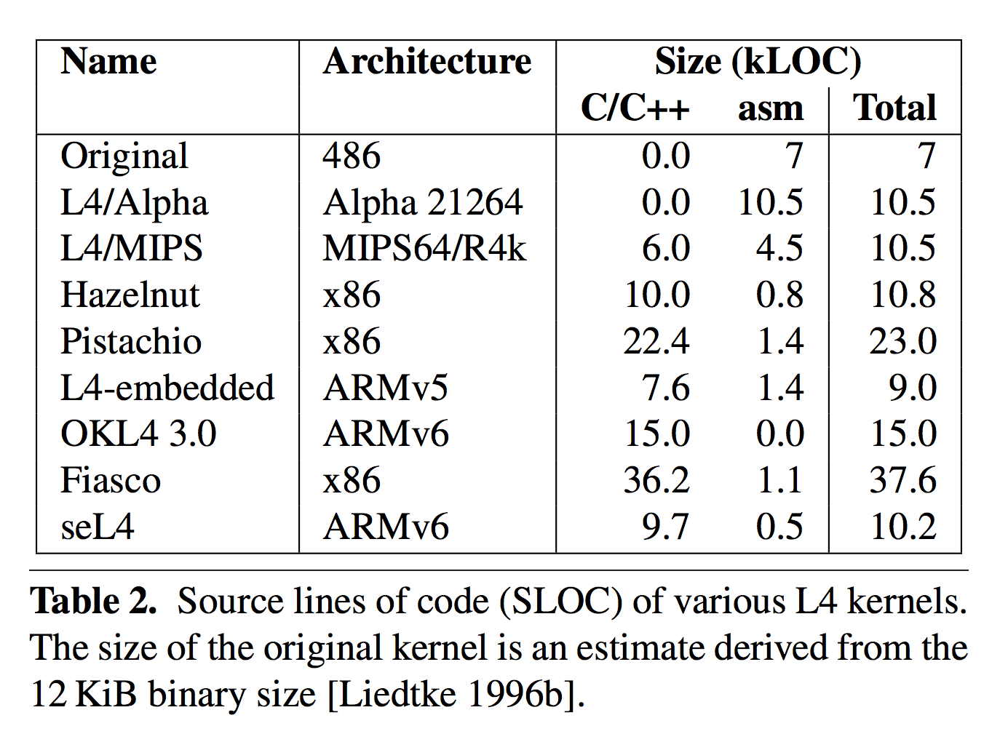 Name Architecture Size (kLOC)
C/C++ asm Total
Original 486 0.0 7 7
L4/Alpha Alpha 21264 0.0 10.5 10.5
L4/MIPS MIPS64/R4k 6.0 4.5 10.5
Hazelnut x86 10.0 0.8 10.8
Pistachio x86 22.4 1.4 23.0
L4-embedded ARMv5 7.6 1.4 9.0
OKL4 3.0 ARMv6 15.0 0.0 15.0
Fiasco x86 36.2 1.1 37.6
seL4 ARMv6 9.7 0.5 10.2
Table 2. Source lines of code (SLOC) of various L4 kernels.
The size of the original kernel is an estimate derived from the
12 KiB binary size [Liedtke 1996b].